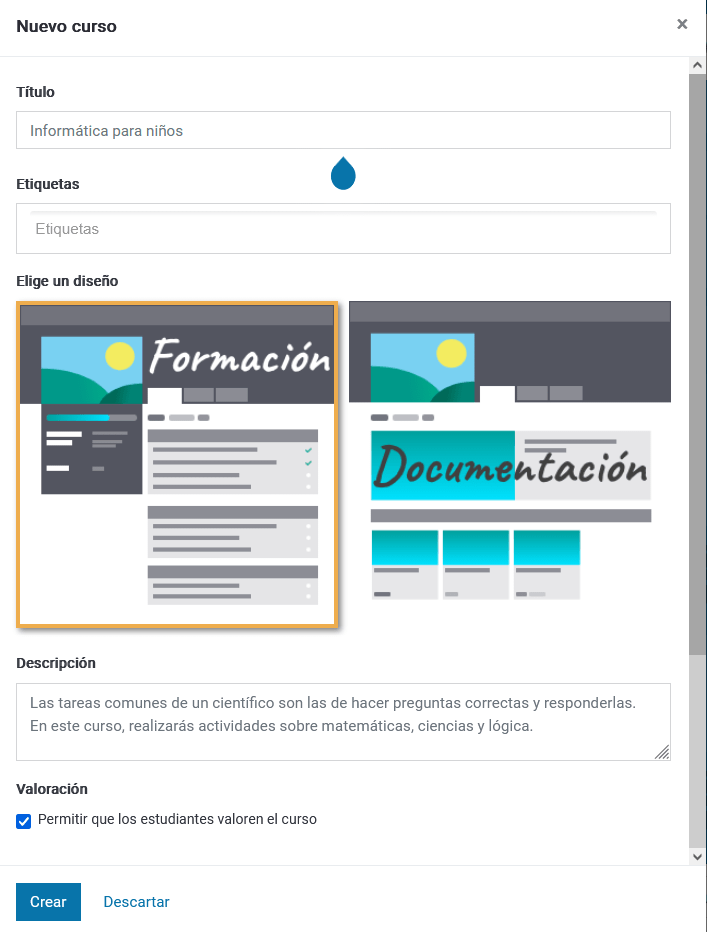 Nuevo curso
×
Título
Informática para niños
Etiquetas
Etiquetas
Elige un diseño
Formación
Documentación
Descripción
Las tareas comunes de un científico son las de hacer preguntas correctas y responderlas.
En este curso, realizarás actividades sobre matemáticas, ciencias y lógica.
Valoración
Permitir que los estudiantes valoren el curso
Crear Descartar